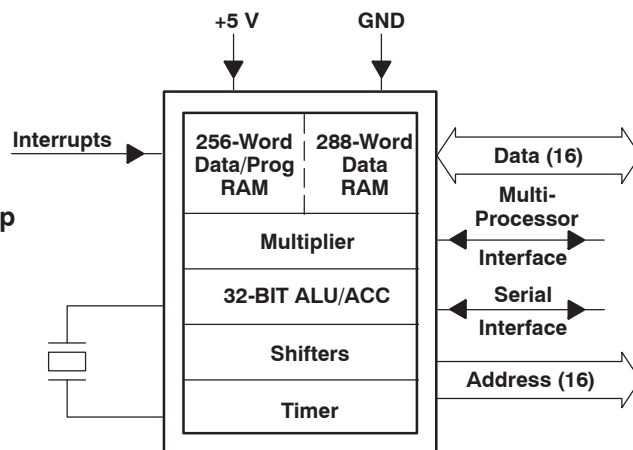 +5 V
GND
Interrupts
256-Word
Data/Prog
RAM
288-Word
Data
RAM
Data (16)
Multi-
Processor
Interface
p
Multiplier
32-BIT ALU/ACC
Serial
Interface
Shifters
Address (16)
Timer